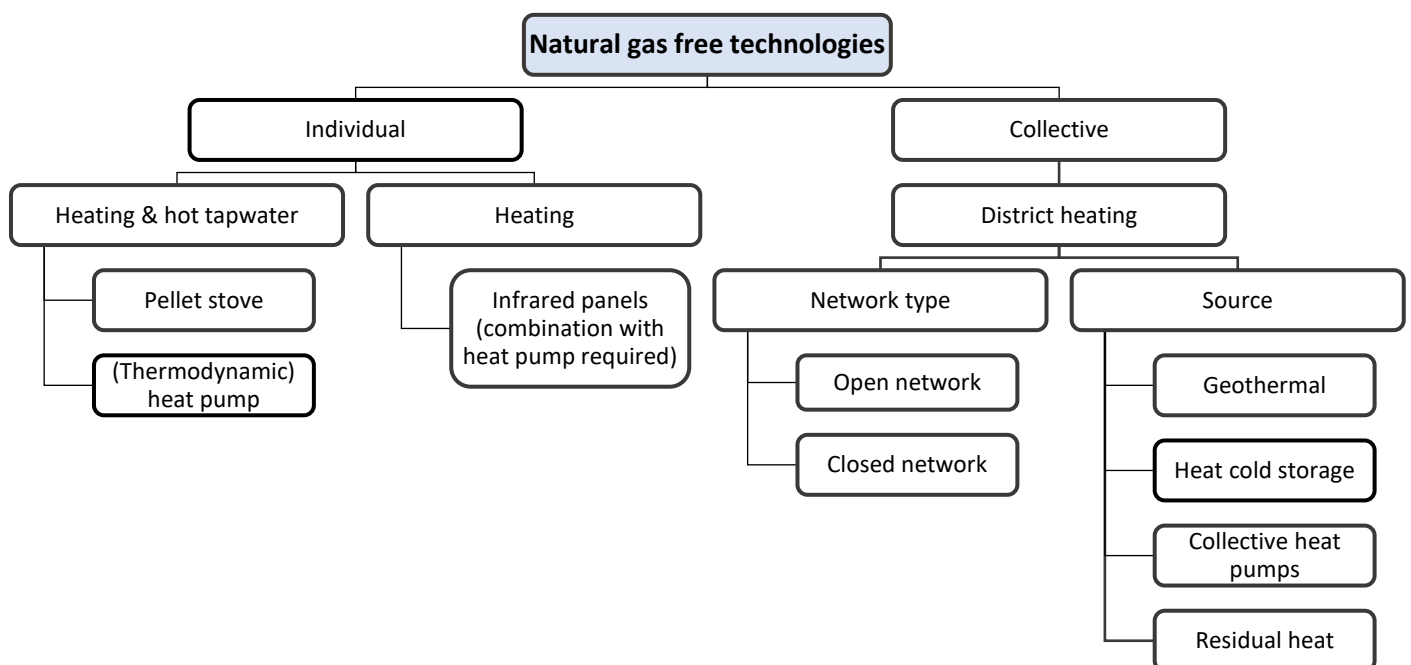 Natural gas free technologies
Individual
Collective
Heating & hot tapwater
Heating
District heating
Pellet stove
(Thermodynamic)
heat pump
Infrared panels
(combination with
heat pump required)
Network type
Source
Open network
Closed network
Geothermal
Heat cold storage
Collective heat
pumps
Residual heat